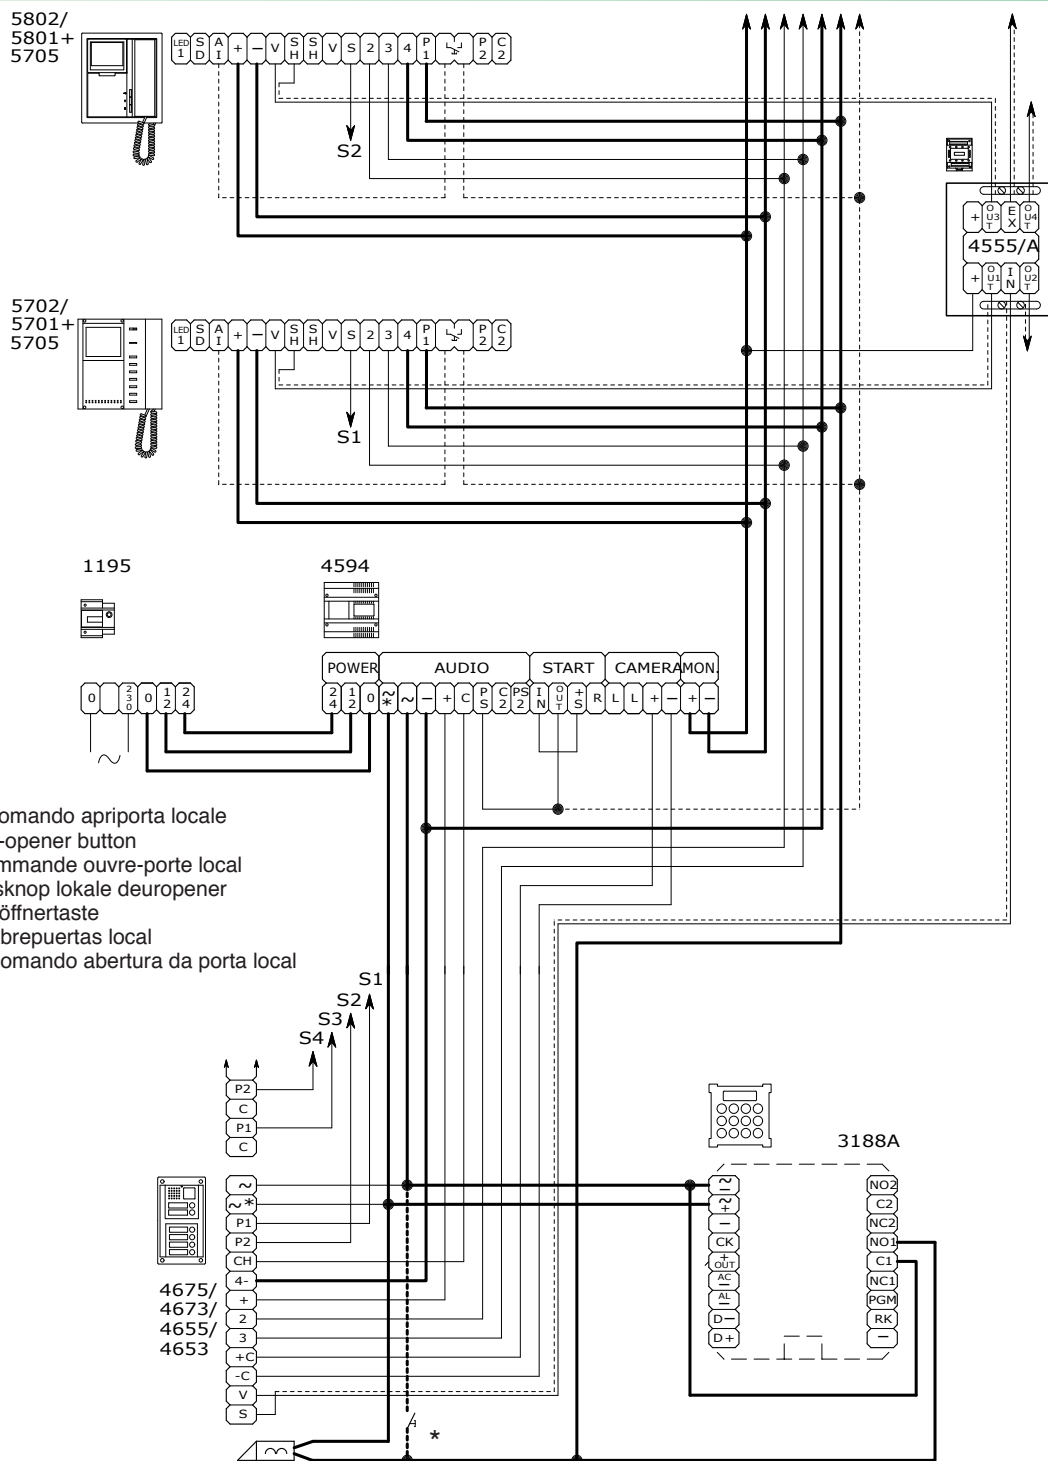 5802/
5801+
5705
LED 1 SD AI + − V SH SH V S 2 3 4 P1 P2 C2
S2
+ OUT3 EX OUT4
4555/A
+ OUT1 IN OUT2
5702/
5701+
5705
LED 1 SD AI + − V SH SH V S 2 3 4 P1 P2 C2
S1
1195
4594
POWER AUDIO START CAMERA MON.
0 230 0 12 24
24 12 0 ~* ~ − + C PS C2 PS2 IN OUT +S R L L + − + −
~
omando apriporta locale
-opener button
mmande ouvre-porte local
sknop lokale deuropener
öffnertaste
brepuertas local
omando abertura da porta local
S1
S2
S3
S4
P2
C
P1
C
3188A
~
~*
P1
P2
CH
4-
+
2
3
+C
-C
V
S
4675/
4673/
4655/
4653
~ −
~ +
−
CK
+ OUT
AC −
AL −
D−
D+
NO2
C2
NC2
NO1
C1
NC1
PGM
RK
−
*